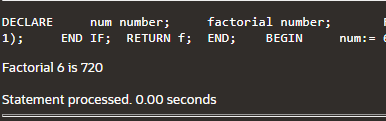 DECLARE num number; factorial number;
1); END IF; RETURN f; END; BEGIN num:=
Factorial 6 is 720
Statement processed. 0.00 seconds